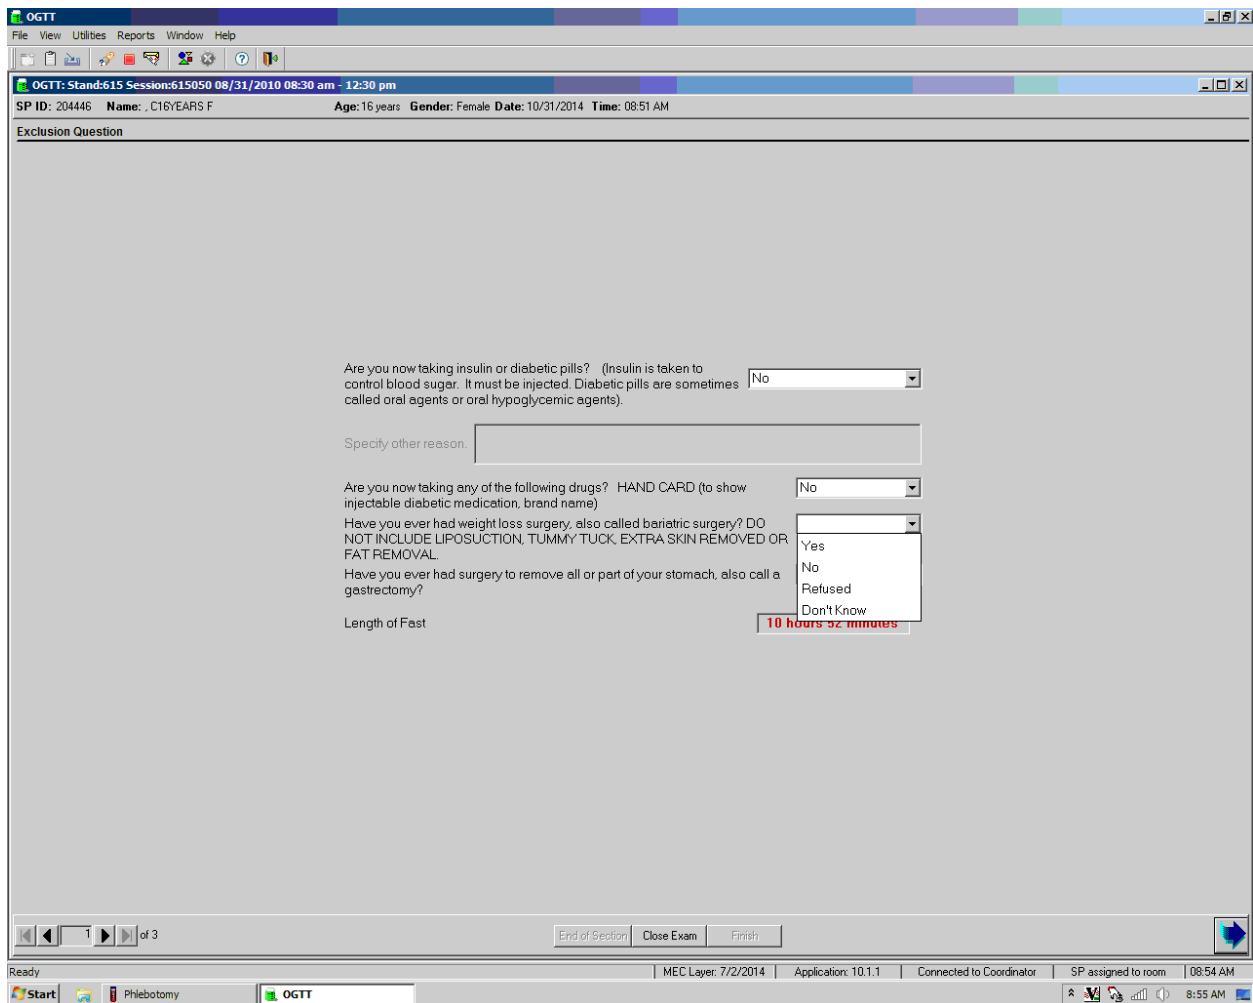 OGTT
File View Utilities Reports Window Help
OGTT: Stand:615 Session:615050 08/31/2010 08:30 am - 12:30 pm
SP ID: 204446 Name: , C16YEARS F Age: 16 years Gender: Female Date: 10/31/2014 Time: 08:51 AM
Exclusion Question
Are you now taking insulin or diabetic pills? (Insulin is taken to
control blood sugar. It must be injected. Diabetic pills are sometimes
called oral agents or oral hypoglycemic agents).
No
Specify other reason.
Are you now taking any of the following drugs? HAND CARD (to show
injectable diabetic medication, brand name)
No
Have you ever had weight loss surgery, also called bariatric surgery? DO
NOT INCLUDE LIPOSUCTION, TUMMY TUCK, EXTRA SKIN REMOVED OR
FAT REMOVAL.
Yes
No
Refused
Don't Know
Have you ever had surgery to remove all or part of your stomach, also call a
gastrectomy?
Length of Fast
10 hours 52 minutes
1 of 3
End of Section Close Exam Finish
Ready MEC Layer: 7/2/2014 Application: 10.1.1 Connected to Coordinator SP assigned to room 08:54 AM
Start Phlebotomy OGTT 8:55 AM